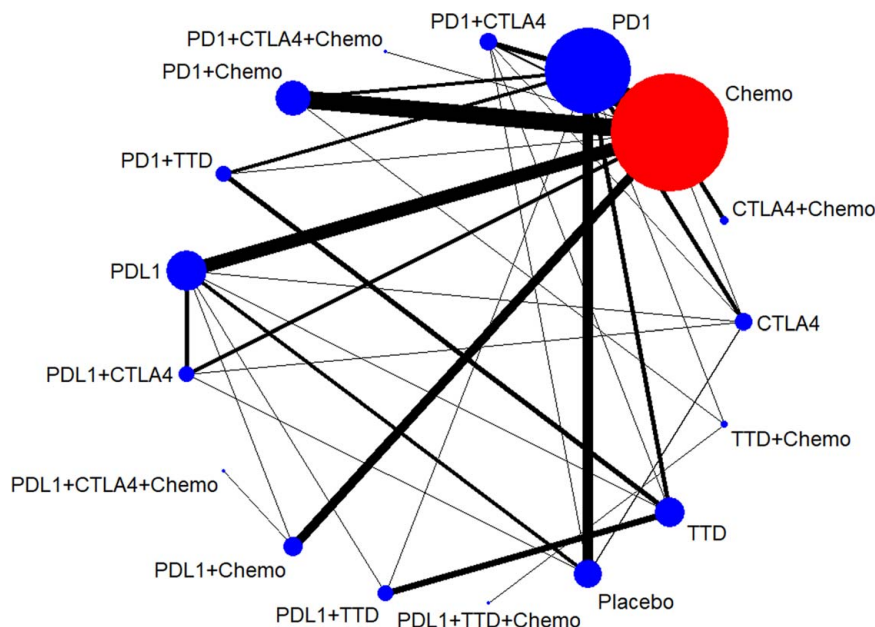 PD1+CTLA4
PD1
PD1+CTLA4+Chemo
PD1+Chemo
Chemo
PD1+TTD
CTLA4+Chemo
PDL1
CTLA4
PDL1+CTLA4
TTD+Chemo
PDL1+CTLA4+Chemo
TTD
PDL1+Chemo
Placebo
PDL1+TTD
PDL1+TTD+Chemo